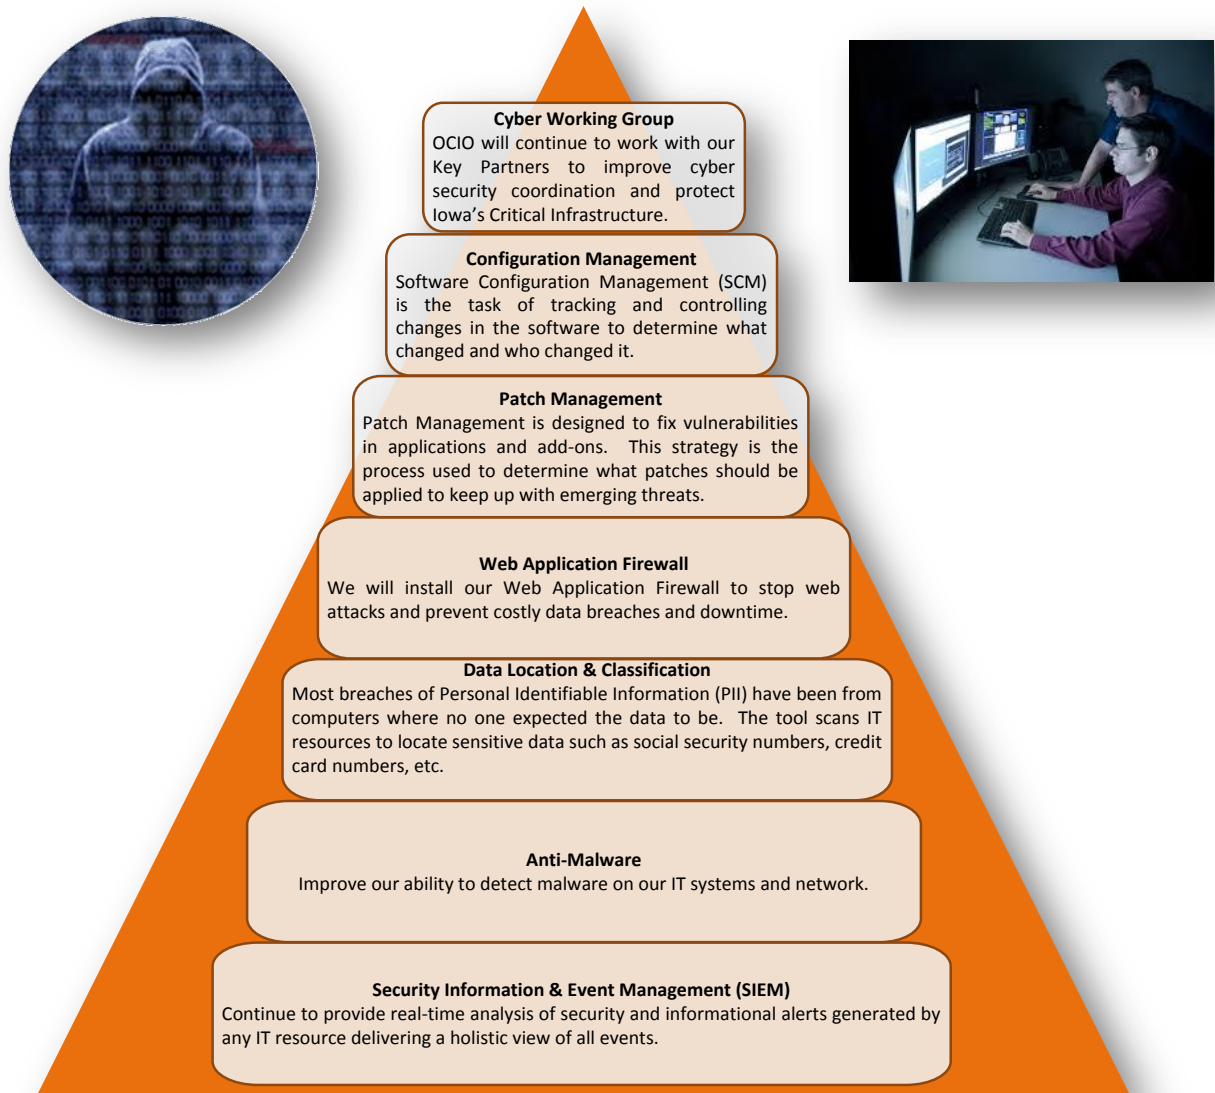 Cyber Working Group
OCIO will continue to work with our
Key Partners to improve cyber
security coordination and protect
Iowa's Critical Infrastructure.
Configuration Management
Software Configuration Management (SCM)
is the task of tracking and controlling
changes in the software to determine what
changed and who changed it.
Patch Management
Patch Management is designed to fix vulnerabilities
in applications and add-ons. This strategy is the
process used to determine what patches should be
applied to keep up with emerging threats.
Web Application Firewall
We will install our Web Application Firewall to stop web
attacks and prevent costly data breaches and downtime.
Data Location & Classification
Most breaches of Personal Identifiable Information (PII) have been from
computers where no one expected the data to be. The tool scans IT
resources to locate sensitive data such as social security numbers, credit
card numbers, etc.
Anti-Malware
Improve our ability to detect malware on our IT systems and network.
Security Information & Event Management (SIEM)
Continue to provide real-time analysis of security and informational alerts generated by
any IT resource delivering a holistic view of all events.